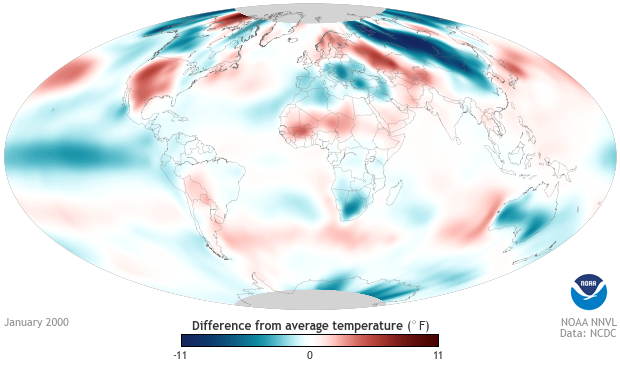 NOAA
January 2000
Difference from average temperature (°F)
NOAA NNVL
Data: NCDC
-11 0 11